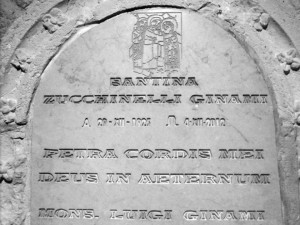 SANTINA
ZUCCHINELLI GINAMI
PETRA CORDIS MEI
DEUS IN AETERNUM
MONS. LUIGI GINAMI